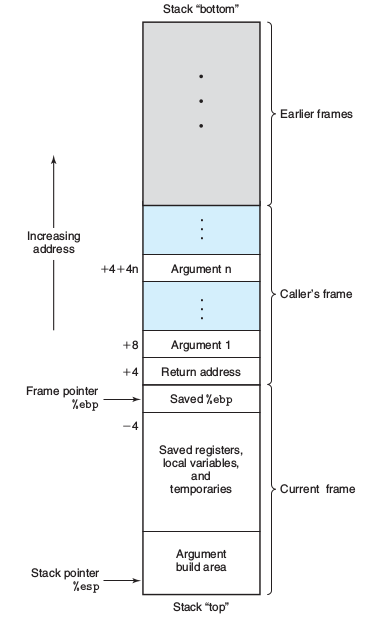 Stack “bottom”
Earlier frames
Increasing
address
+4+4n
Argument n
Caller’s frame
+8
Argument 1
+4
Return address
Frame pointer
%ebp
Saved %ebp
−4
Saved registers,
local variables,
and
temporaries
Current frame
Argument
build area
Stack pointer
%esp
Stack “top”